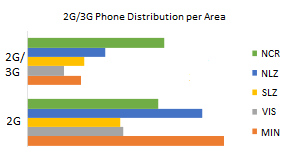 2G/3G Phone Distribution per Area
2G/
3G
2G
NCR
NLZ
SLZ
VIS
MIN